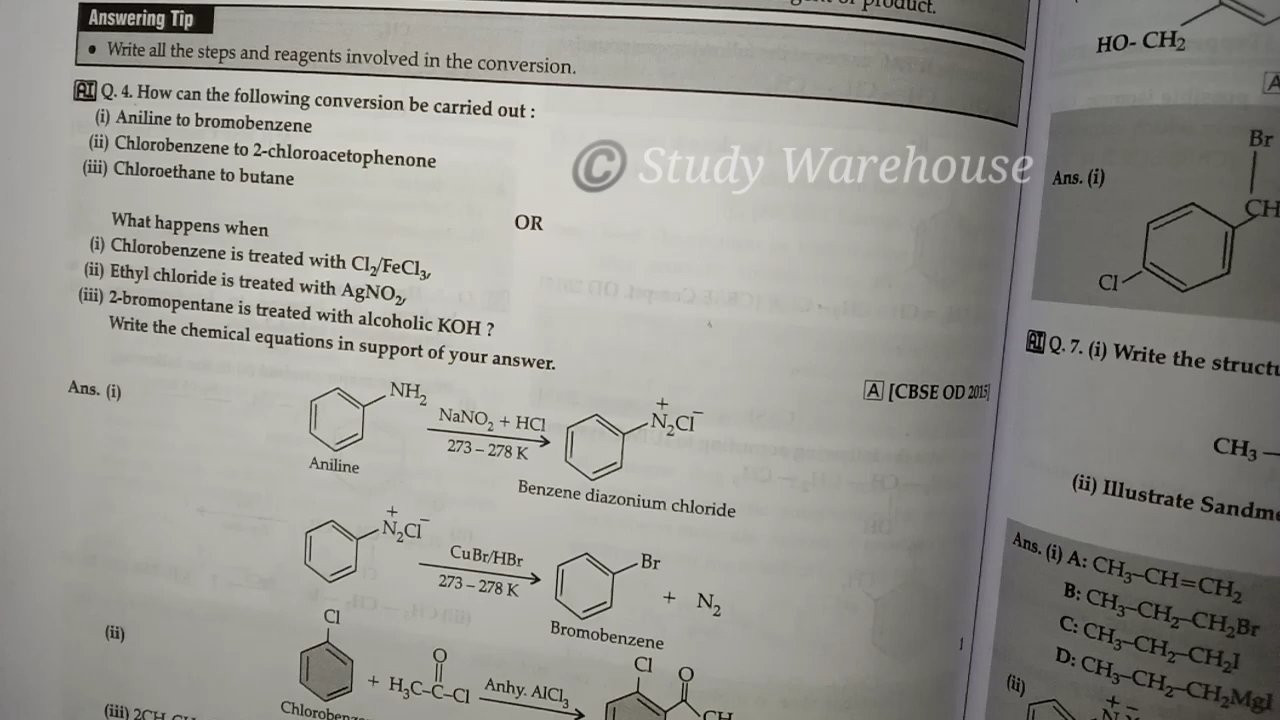 product.
Answering Tip
• Write all the steps and reagents involved in the conversion.
AI Q. 4. How can the following conversion be carried out :
(i) Aniline to bromobenzene
(ii) Chlorobenzene to 2-chloroacetophenone
(iii) Chloroethane to butane
OR
What happens when
(i) Chlorobenzene is treated with Cl₂/FeCl₃,
(ii) Ethyl chloride is treated with AgNO₂,
(iii) 2-bromopentane is treated with alcoholic KOH ?
Write the chemical equations in support of your answer.
A [CBSE OD 2015]
Ans. (i)
NH₂
NaNO₂ + HCl
273 – 278 K
N₂Cl
+ −
Aniline
Benzene diazonium chloride
N₂Cl
+ −
CuBr/HBr
273 – 278 K
Br
+ N₂
Bromobenzene
1
(ii)
Cl
O
+ H₃C–C–Cl
Anhy. AlCl₃
Cl
O
(iii) 2CH
© Study Warehouse
HO- CH₂
A
Ans. (i)
Br
CH
Cl
AI Q. 7. (i) Write the
CH₃ —
(ii) Illustrate
Ans. (i) A: CH₃–CH=CH₂
B: CH₃–CH₂–CH₂Br
C: CH₃–CH₂–CH₂I
D: CH₃–CH₂–CH₂MgI
(ii)